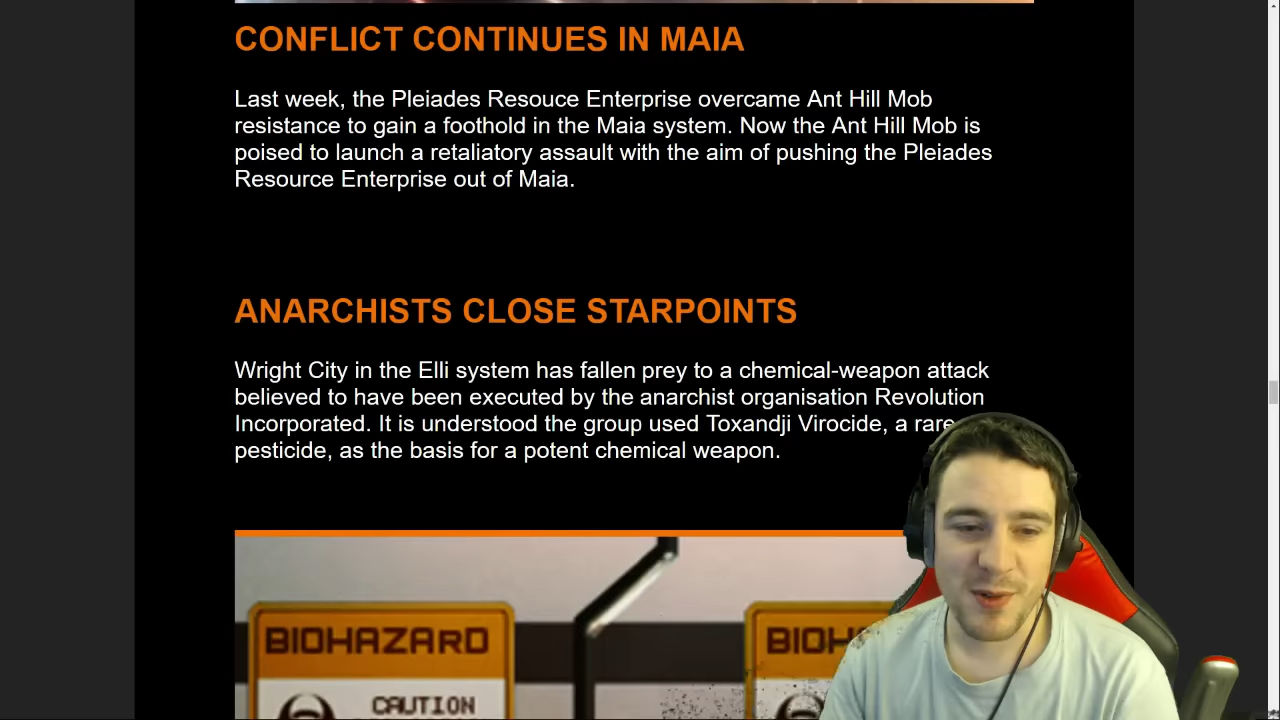 CONFLICT CONTINUES IN MAIA
Last week, the Pleiades Resouce Enterprise overcame Ant Hill Mob
resistance to gain a foothold in the Maia system. Now the Ant Hill Mob is
poised to launch a retaliatory assault with the aim of pushing the Pleiades
Resource Enterprise out of Maia.
ANARCHISTS CLOSE STARPOINTS
Wright City in the Elli system has fallen prey to a chemical-weapon attack
believed to have been executed by the anarchist organisation Revolution
Incorporated. It is understood the group used Toxandji Virocide, a rare
pesticide, as the basis for a potent chemical weapon.
BIOHAZARD
CAUTION